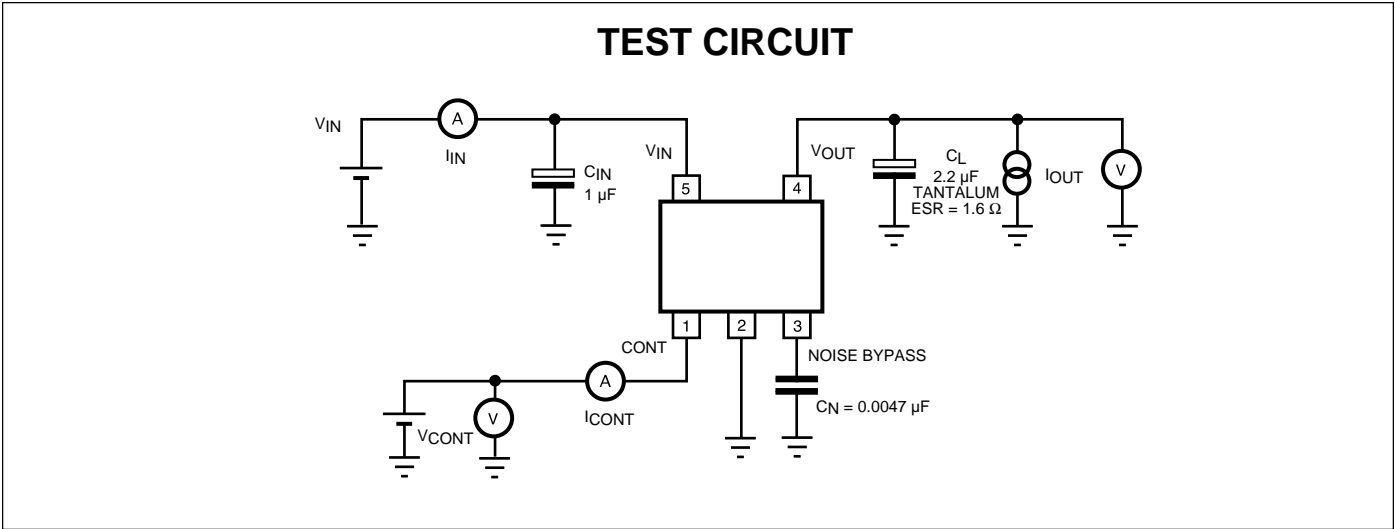 TEST CIRCUIT
VIN
A
IIN
CIN
1 µF
VIN
5
4
VOUT
CL
2.2 µF
TANTALUM
ESR = 1.6 Ω
IOUT
V
1
2
3
CONT
NOISE BYPASS
CN = 0.0047 µF
A
ICONT
V
VCONT